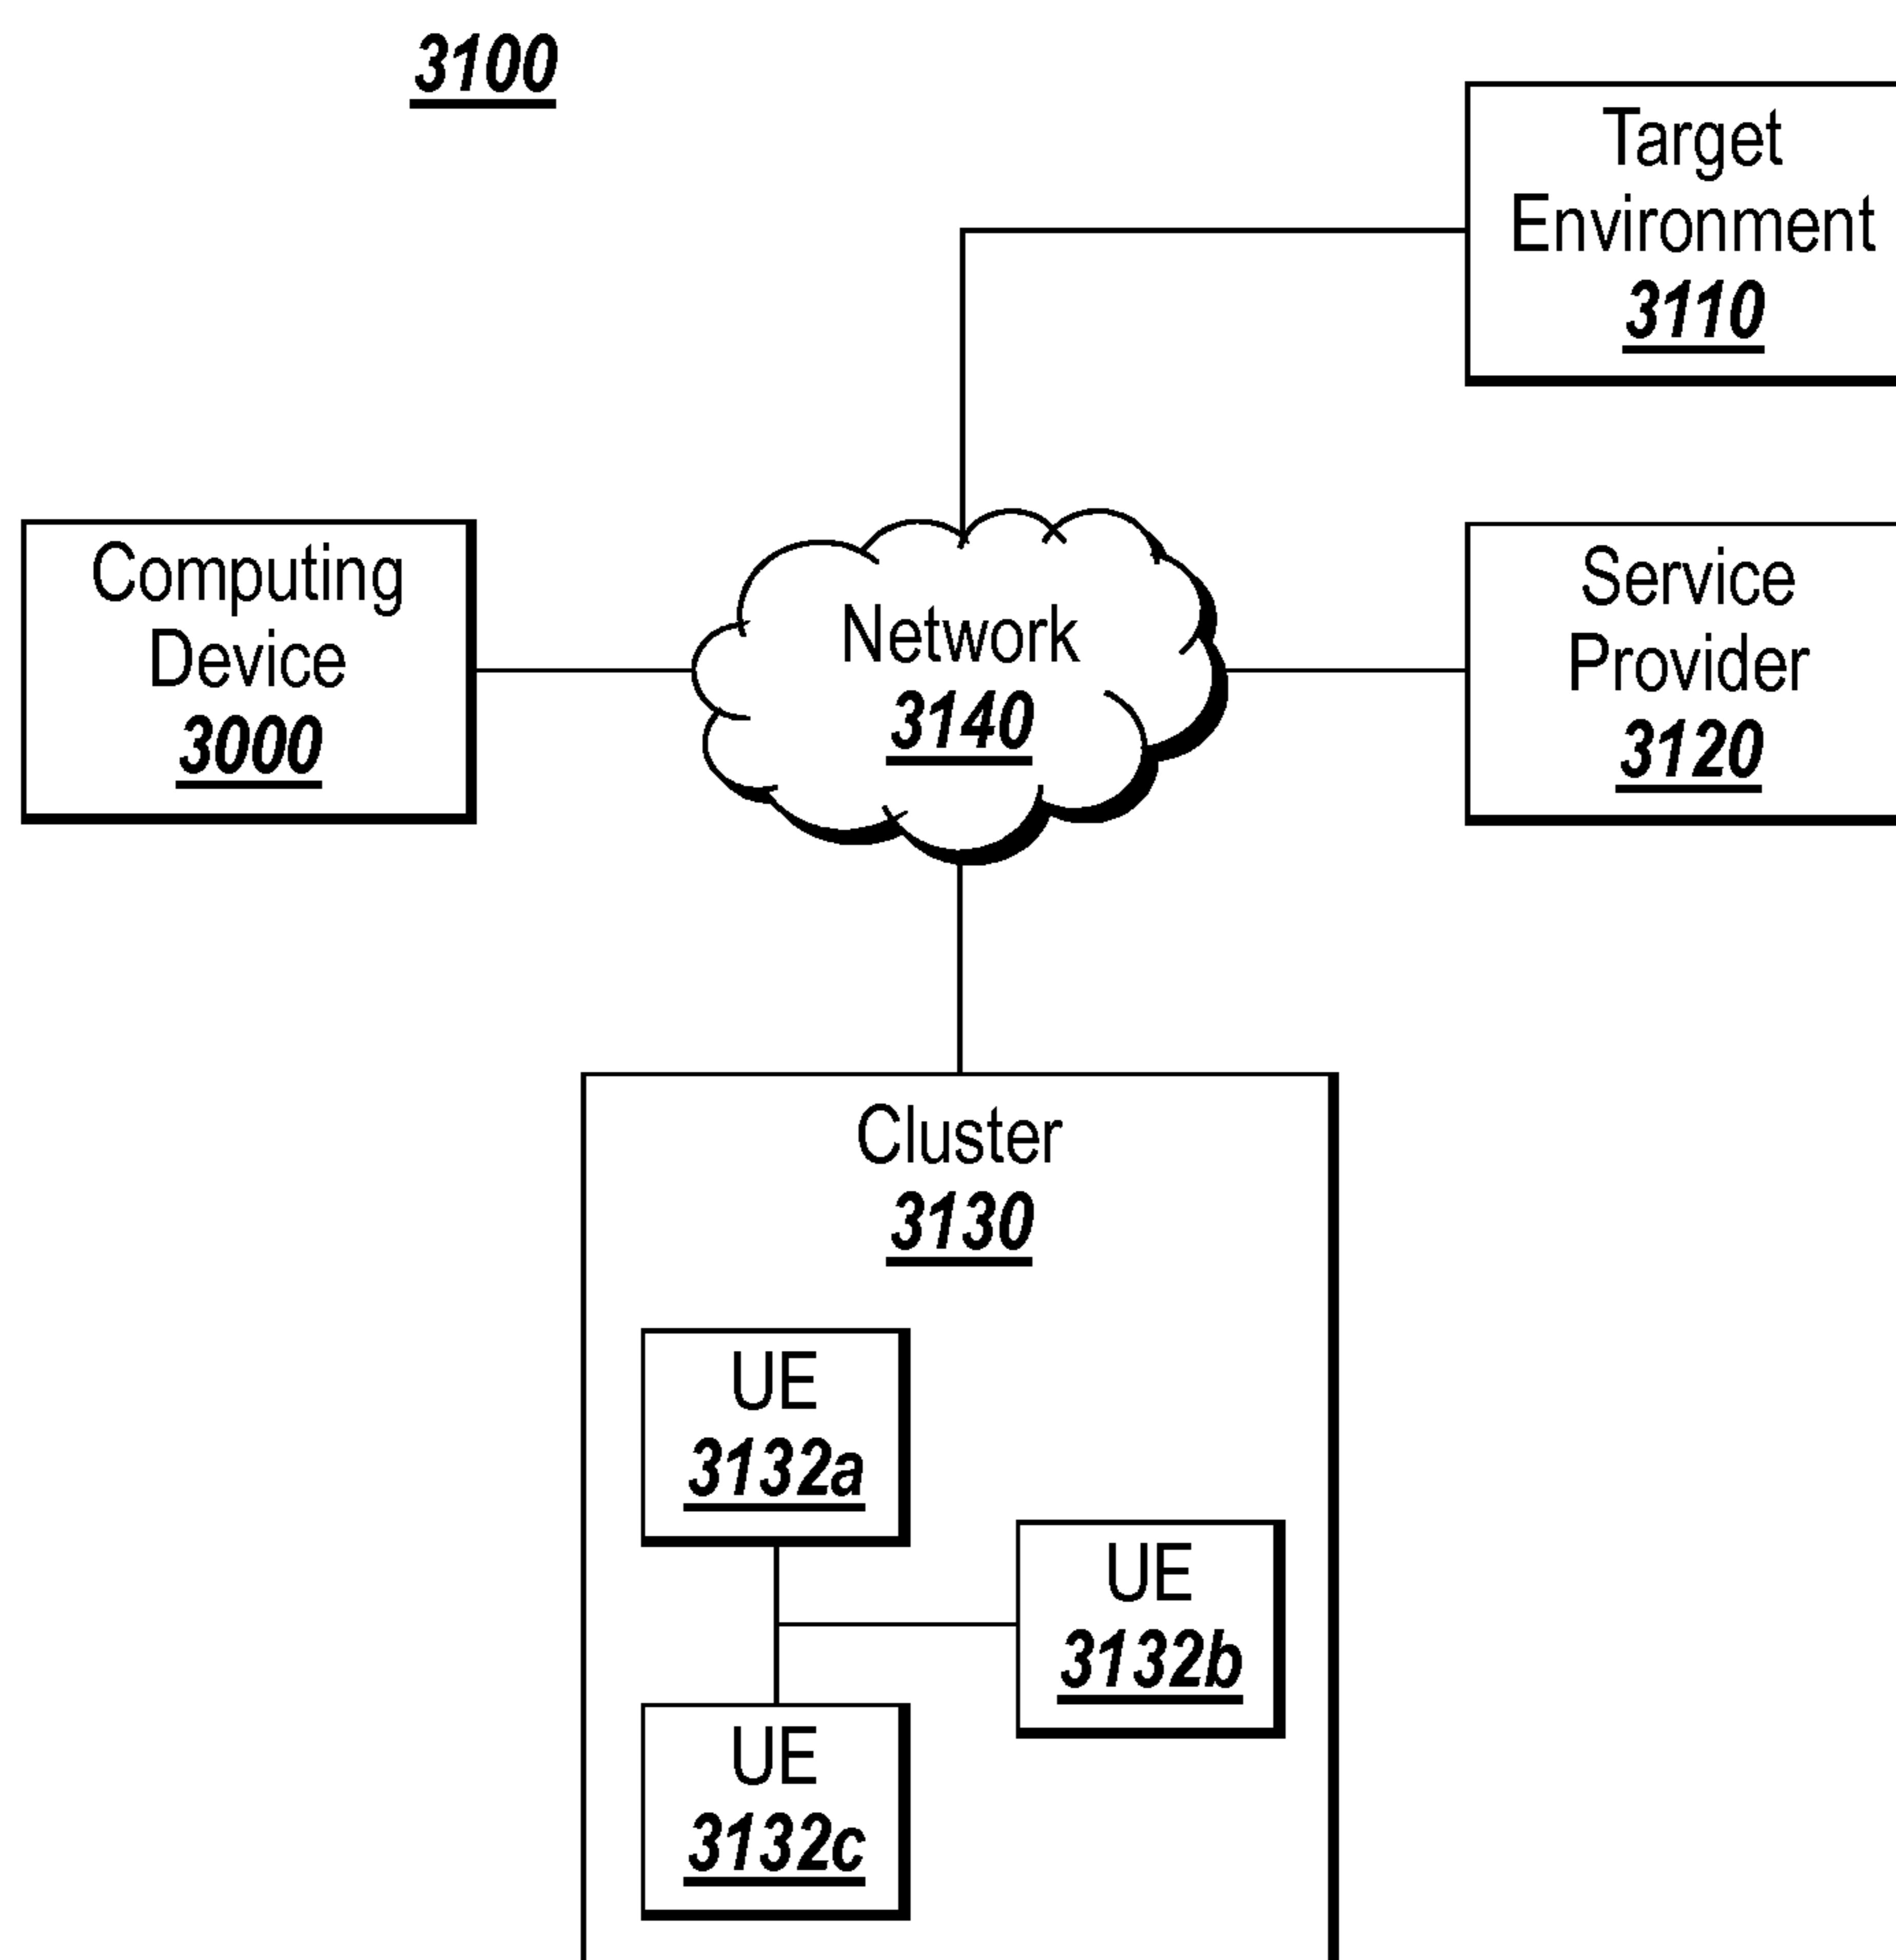 3100
Target
Environment
3110
Computing
Device
3000
Network
3140
Service
Provider
3120
Cluster
3130
UE
3132a
UE
3132b
UE
3132c